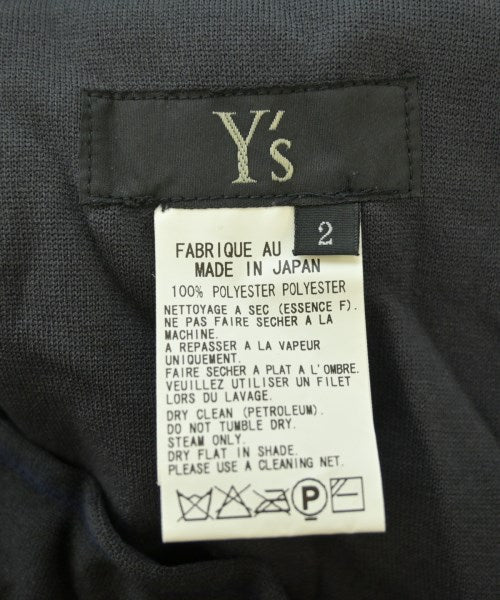 Y's
2
FABRIQUE AU
MADE IN JAPAN
100% POLYESTER POLYESTER
NETTOYAGE A SEC (ESSENCE F).
NE PAS FAIRE SECHER A LA
MACHINE.
A REPASSER A LA VAPEUR
UNIQUEMENT.
FAIRE SECHER A PLAT A L'OMBRE.
VEUILLEZ UTILISER UN FILET
LORS DU LAVAGE.
DRY CLEAN (PETROLEUM).
DO NOT TUMBLE DRY.
STEAM ONLY.
DRY FLAT IN SHADE.
PLEASE USE A CLEANING NET.
P